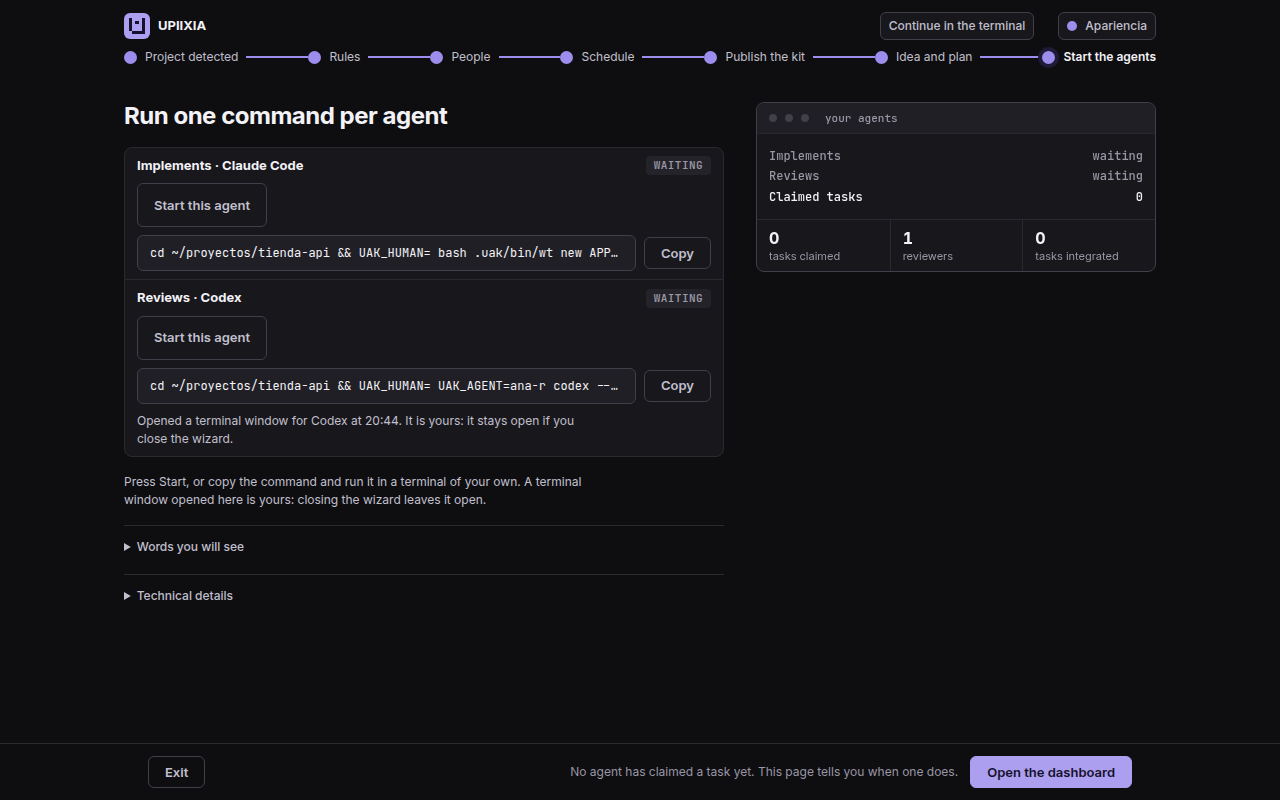 UPIIXIA
Continue in the terminal
Apariencia
Project detected
Rules
People
Schedule
Publish the kit
Idea and plan
Start the agents
Run one command per agent
Implements · Claude Code
WAITING
Start this agent
cd ~/proyectos/tienda-api && UAK_HUMAN= bash .uak/bin/wt new APP…
Copy
Reviews · Codex
WAITING
Start this agent
cd ~/proyectos/tienda-api && UAK_HUMAN= UAK_AGENT=ana-r codex --…
Copy
Opened a terminal window for Codex at 20:44. It is yours: it stays open if you
close the wizard.
Press Start, or copy the command and run it in a terminal of your own. A terminal
window opened here is yours: closing the wizard leaves it open.
Words you will see
Technical details
your agents
Implements waiting
Reviews waiting
Claimed tasks 0
0
tasks claimed
1
reviewers
0
tasks integrated
Exit
No agent has claimed a task yet. This page tells you when one does.
Open the dashboard